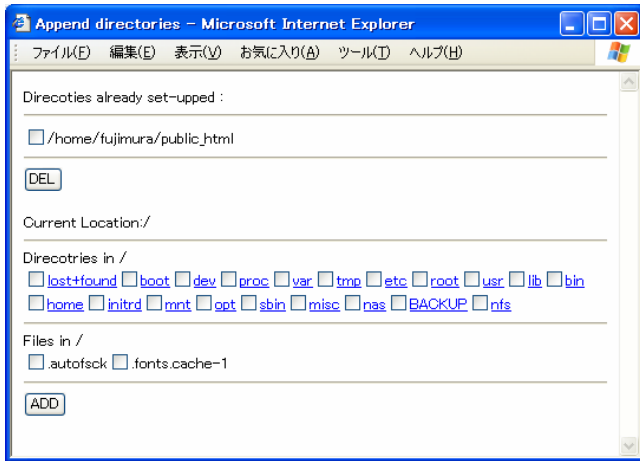 Append directories - Microsoft Internet Explorer
ファイル(F) 編集(E) 表示(V) お気に入り(A) ツール(T) ヘルプ(H)
Direcoties already set-upped :
/home/fujimura/public_html
DEL
Current Location:/
Direcotries in /
lost+found boot dev proc var tmp etc root usr lib bin
home initrd mnt opt sbin misc nas BACKUP nfs
Files in /
.autofsck .fonts.cache-1
ADD